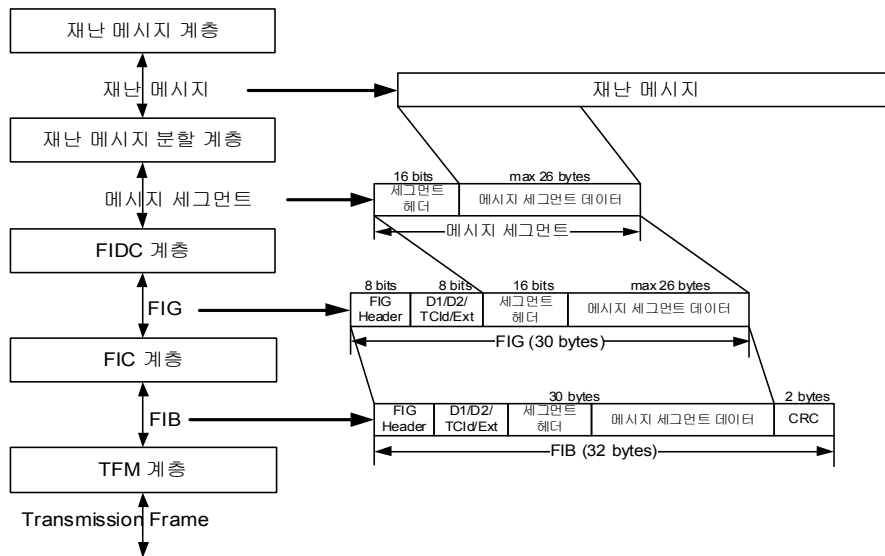 재난 메시지 계층
재난 메시지
재난 메시지
재난 메시지 분할 계층
16 bits
max 26 bytes
세그먼트
헤더
메시지 세그먼트 데이터
메시지 세그먼트
메시지 세그먼트
FIDC 계층
8 bits
8 bits
16 bits
max 26 bytes
FIG
FIG
Header
D1/D2/
TCId/Ext
세그먼트
헤더
메시지 세그먼트 데이터
FIG (30 bytes)
FIC 계층
30 bytes
2 bytes
FIB
FIG
Header
D1/D2/
TCId/Ext
세그먼트
헤더
메시지 세그먼트 데이터
CRC
FIB (32 bytes)
TFM 계층
Transmission Frame